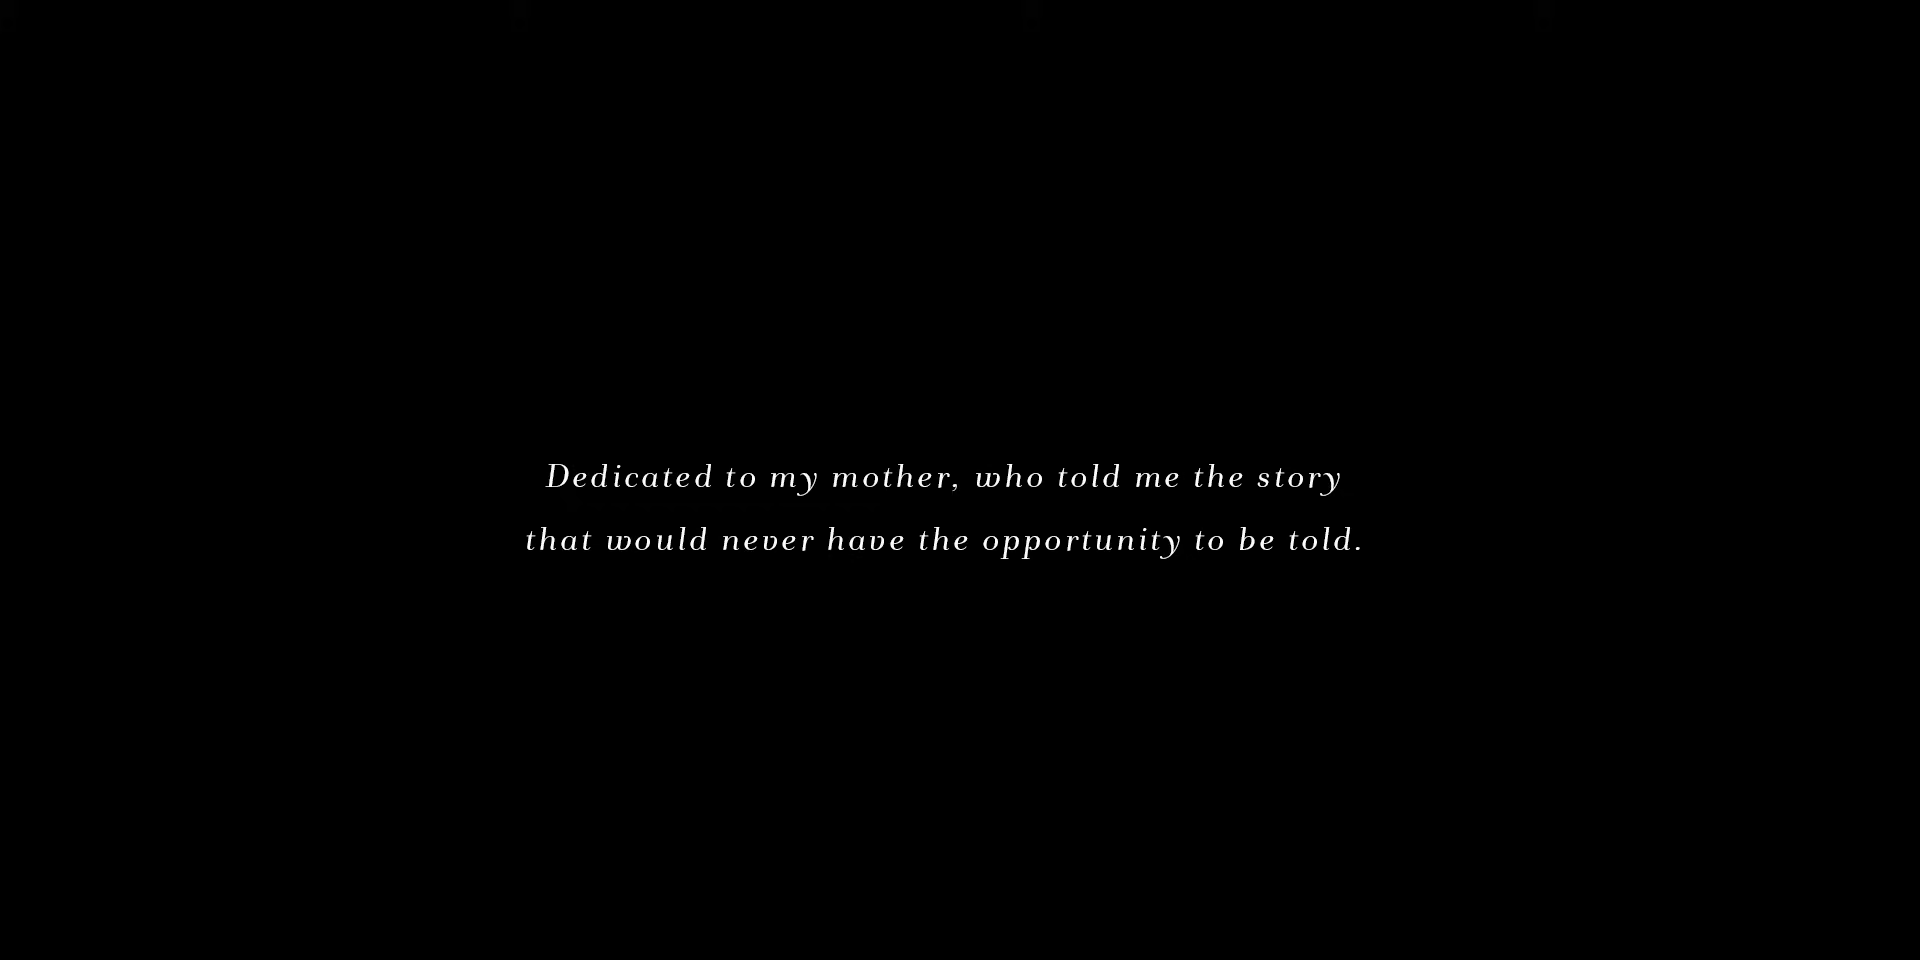 Dedicated to my mother, who told me the story
that would never have the opportunity to be told.